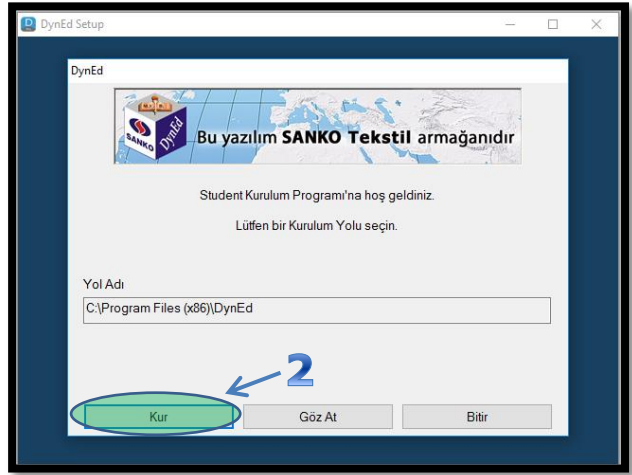 DynEd Setup
DynEd
SANKO
DynEd
Bu yazılım SANKO Tekstil armağanıdır
Student Kurulum Programı'na hoş geldiniz.
Lütfen bir Kurulum Yolu seçin.
Yol Adı
C:\Program Files (x86)\DynEd
2
Kur
Göz At
Bitir